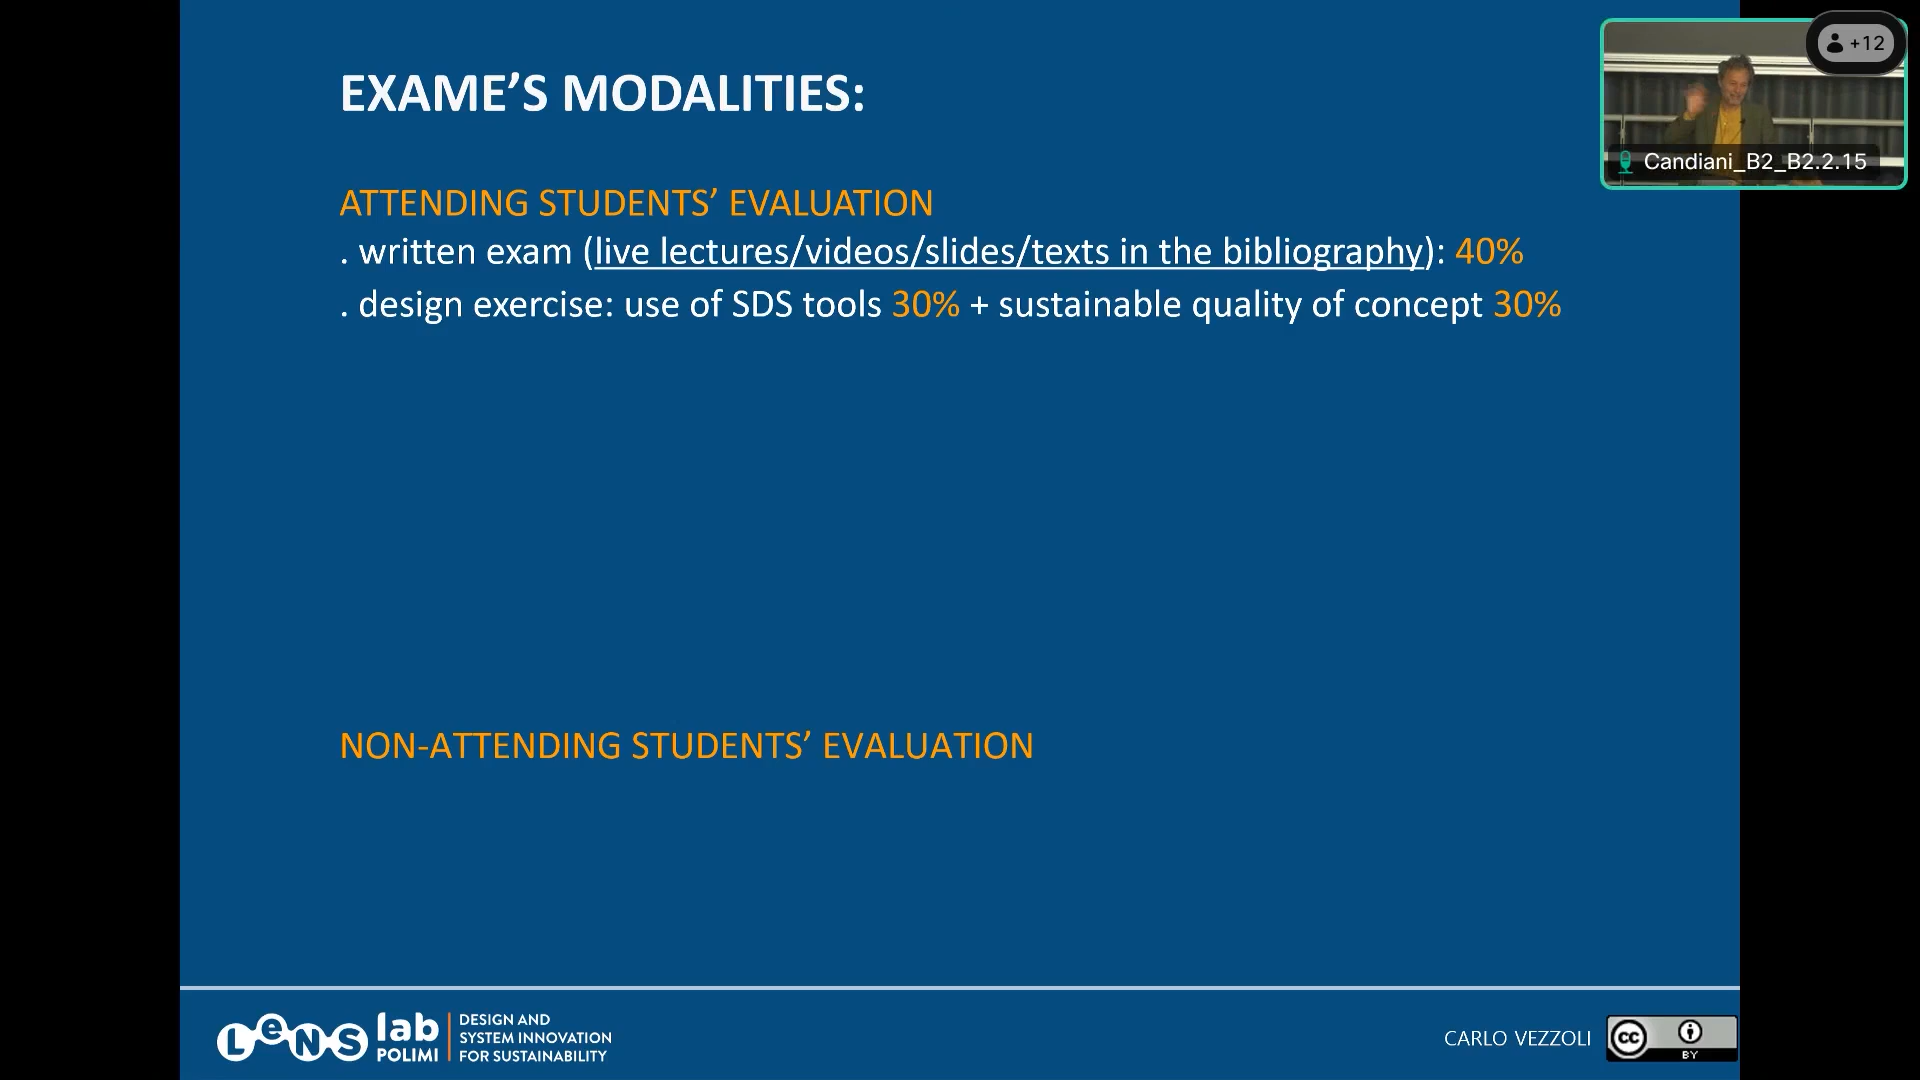 EXAME’S MODALITIES:
+12
Candiani_B2_B2.2.15
ATTENDING STUDENTS’ EVALUATION
. written exam (live lectures/videos/slides/texts in the bibliography): 40%
. design exercise: use of SDS tools 30% + sustainable quality of concept 30%
NON-ATTENDING STUDENTS’ EVALUATION
LeNS lab POLIMI
DESIGN AND
SYSTEM INNOVATION
FOR SUSTAINABILITY
CARLO VEZZOLI
cc
BY